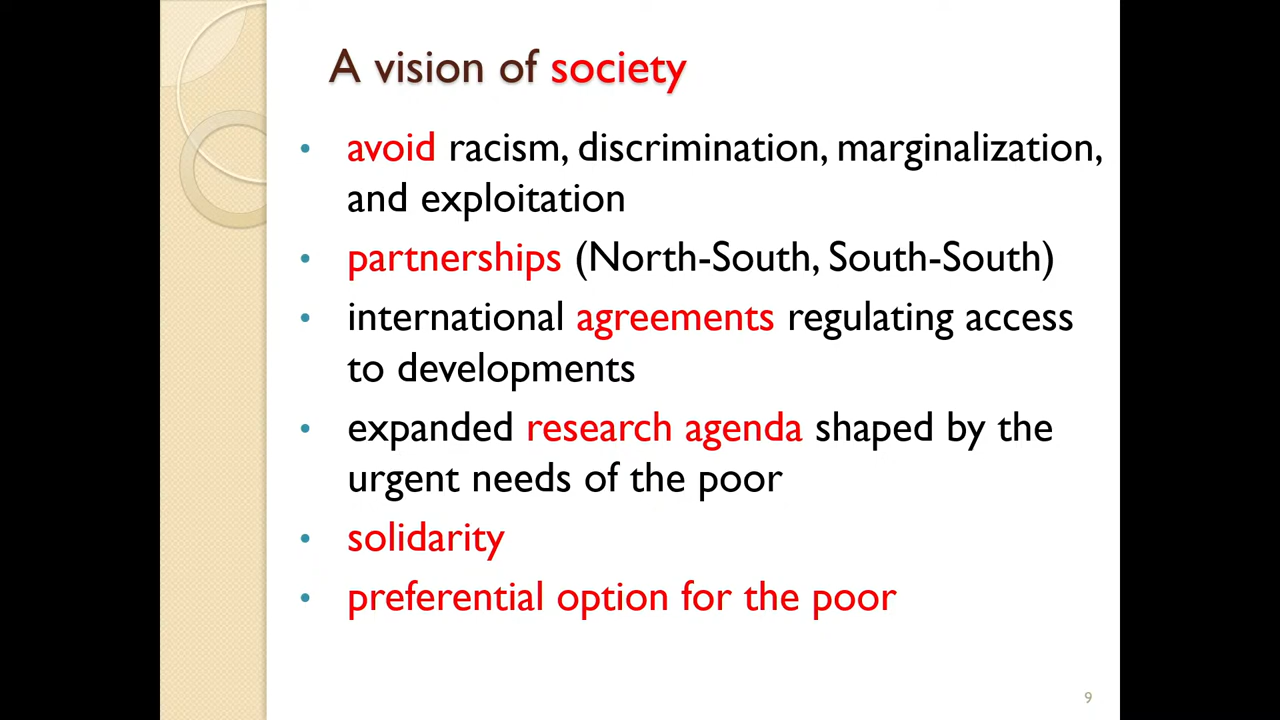 A vision of society
• avoid racism, discrimination, marginalization,
and exploitation
• partnerships (North-South, South-South)
• international agreements regulating access
to developments
• expanded research agenda shaped by the
urgent needs of the poor
• solidarity
• preferential option for the poor
9